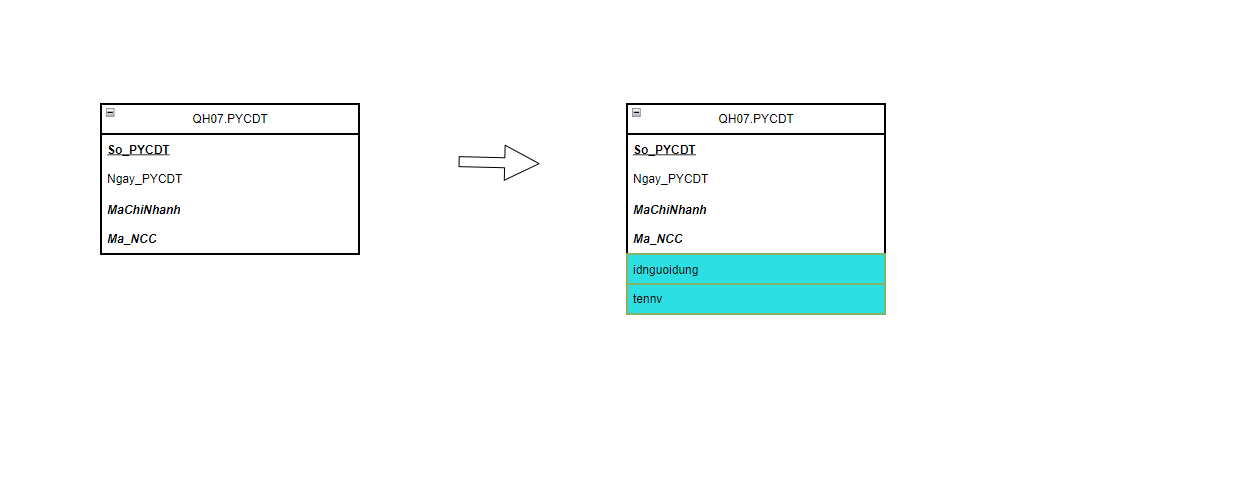 QH07.PYCDT
So_PYCDT
Ngay_PYCDT
MaChiNhanh
Ma_NCC
QH07.PYCDT
So_PYCDT
Ngay_PYCDT
MaChiNhanh
Ma_NCC
idnguoidung
tennv